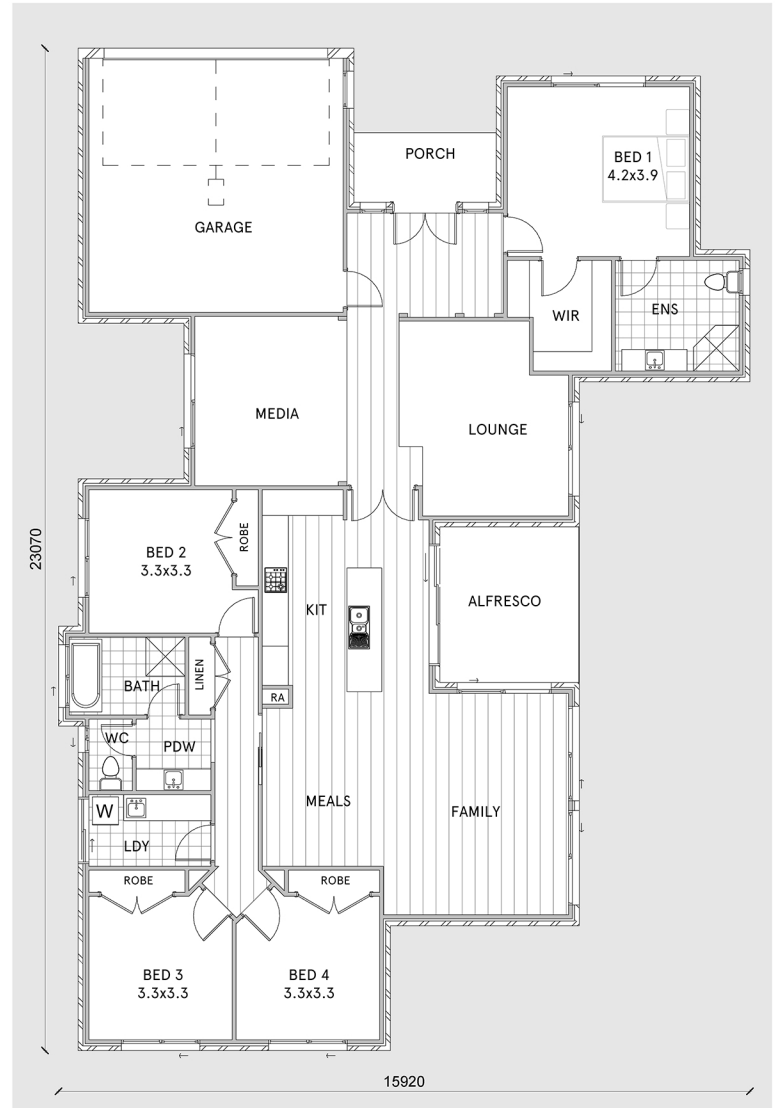 PORCH
BED 1
4.2x3.9
GARAGE
WIR
ENS
MEDIA
LOUNGE
23070
BED 2
3.3x3.3
ROBE
KIT
ALFRESCO
BATH
LINEN
RA
WC
PDW
W
LDY
MEALS
FAMILY
ROBE
ROBE
BED 3
3.3x3.3
BED 4
3.3x3.3
15920